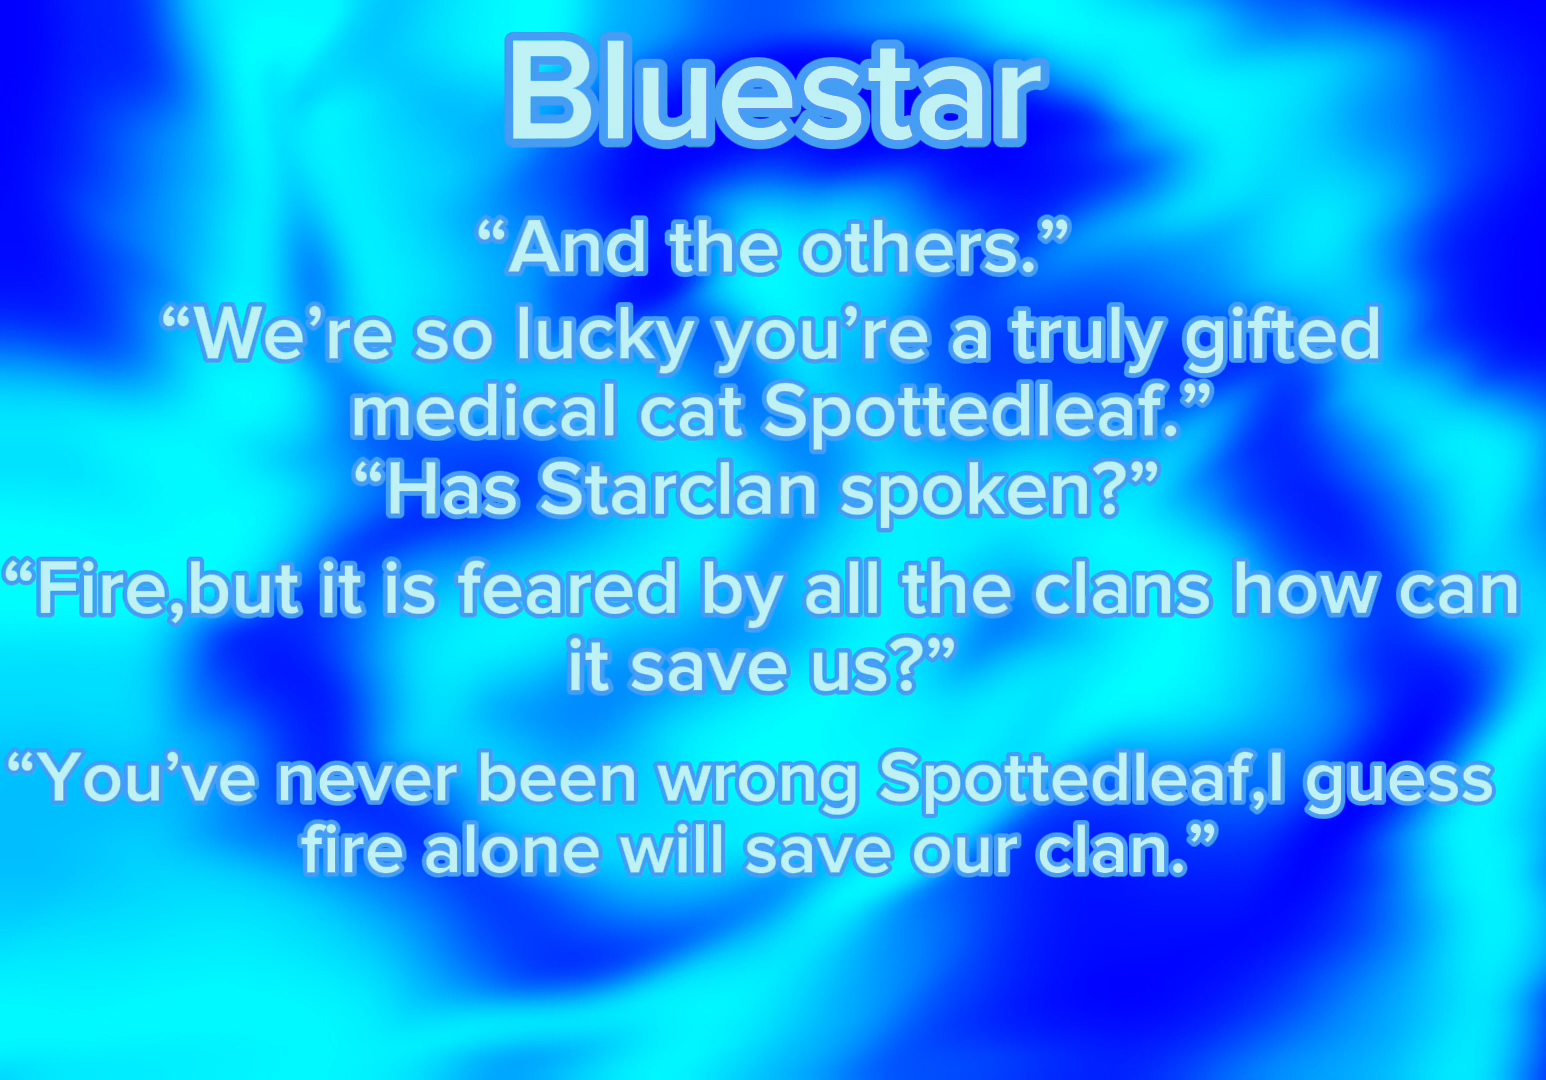 Bluestar
“And the others.”
“We’re so lucky you’re a truly gifted
medical cat Spottedleaf.”
“Has Starclan spoken?”
“Fire,but it is feared by all the clans how can
it save us?”
“You’ve never been wrong Spottedleaf,I guess
fire alone will save our clan.”